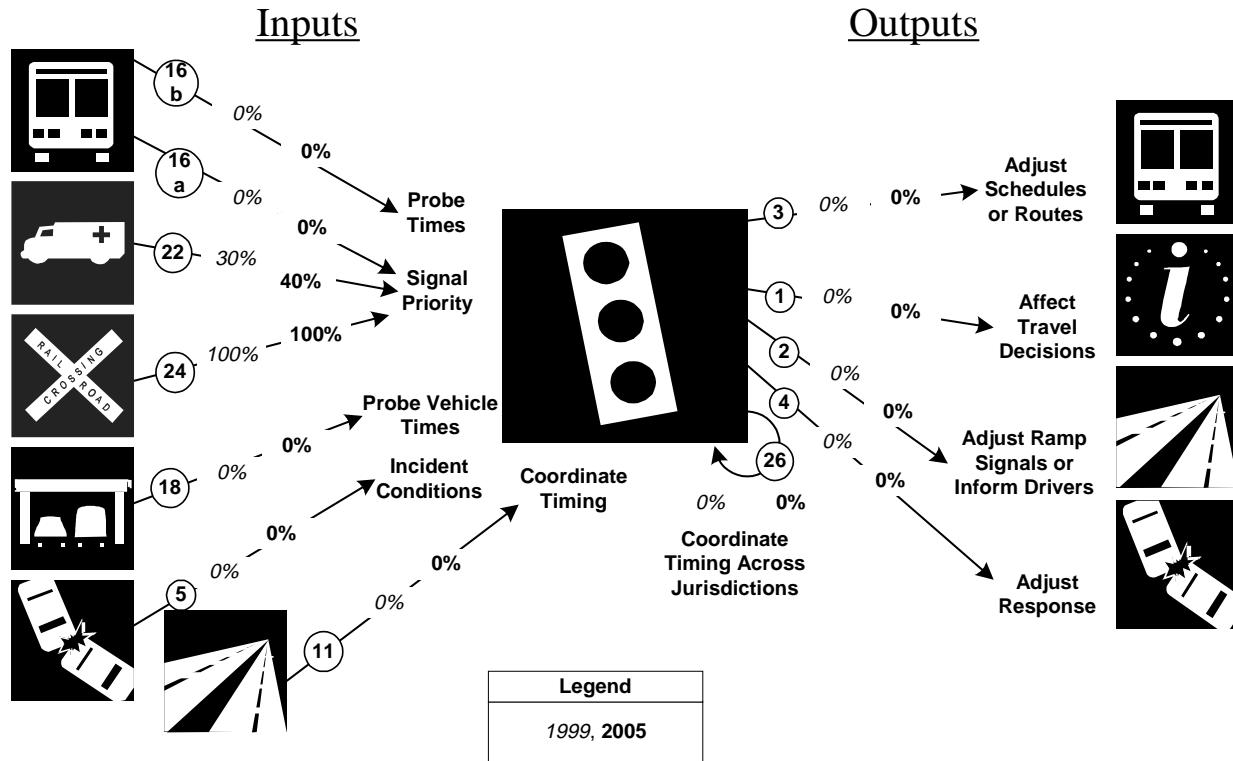 Inputs
Outputs
16
b
0%
0%
Probe
Times
16
a
0%
0%
22
30%
40%
Signal
Priority
24
100%
100%
RAIL
ROAD
CROSSING
18
0%
0%
Probe Vehicle
Times
5
0%
0%
Incident
Conditions
11
0%
0%
Coordinate
Timing
3
0%
0%
Adjust
Schedules
or Routes
1
0%
0%
Affect
Travel
Decisions
i
2
0%
0%
Adjust Ramp
Signals or
Inform Drivers
4
0%
0%
Adjust
Response
26
0%
0%
Coordinate
Timing Across
Jurisdictions
Legend
1999, 2005